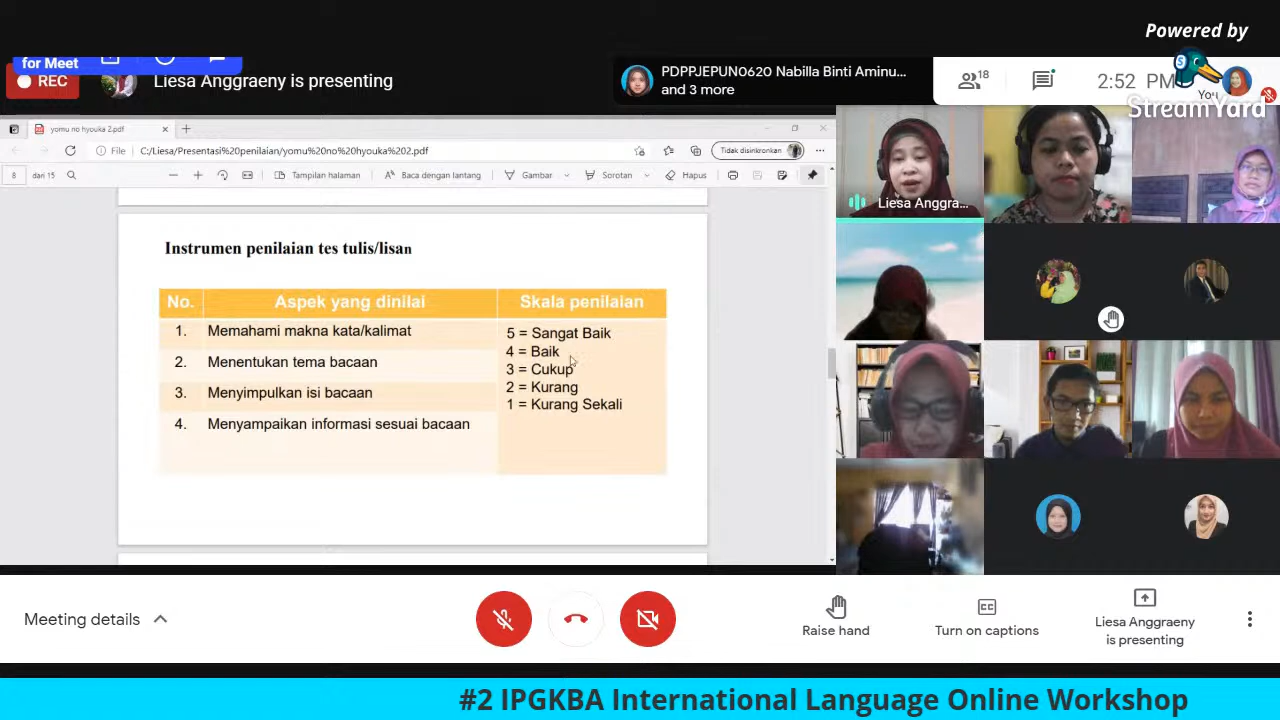 Powered by
StreamYard
for Meet
REC
Liesa Anggraeny is presenting
PDPPJEPUN0620 Nabilla Binti Aminu...
and 3 more
18
2:52 PM
You
yomu no hyouka 2.pdf
File
C:/Liesa/Presentasi%20penilaian/yomu%20no%20hyouka%202.pdf
Tidak disinkronkan
8 dari 15
Tampilan halaman
Baca dengan lantang
Gambar
Sorotan
Hapus
Instrumen penilaian tes tulis/lisan
No. Aspek yang dinilai Skala penilaian
1. Memahami makna kata/kalimat
2. Menentukan tema bacaan
3. Menyimpulkan isi bacaan
4. Menyampaikan informasi sesuai bacaan
5 = Sangat Baik
4 = Baik
3 = Cukup
2 = Kurang
1 = Kurang Sekali
Liesa Anggra...
Meeting details
Raise hand
CC
Turn on captions
Liesa Anggraeny
is presenting
#2 IPGKBA International Language Online Workshop